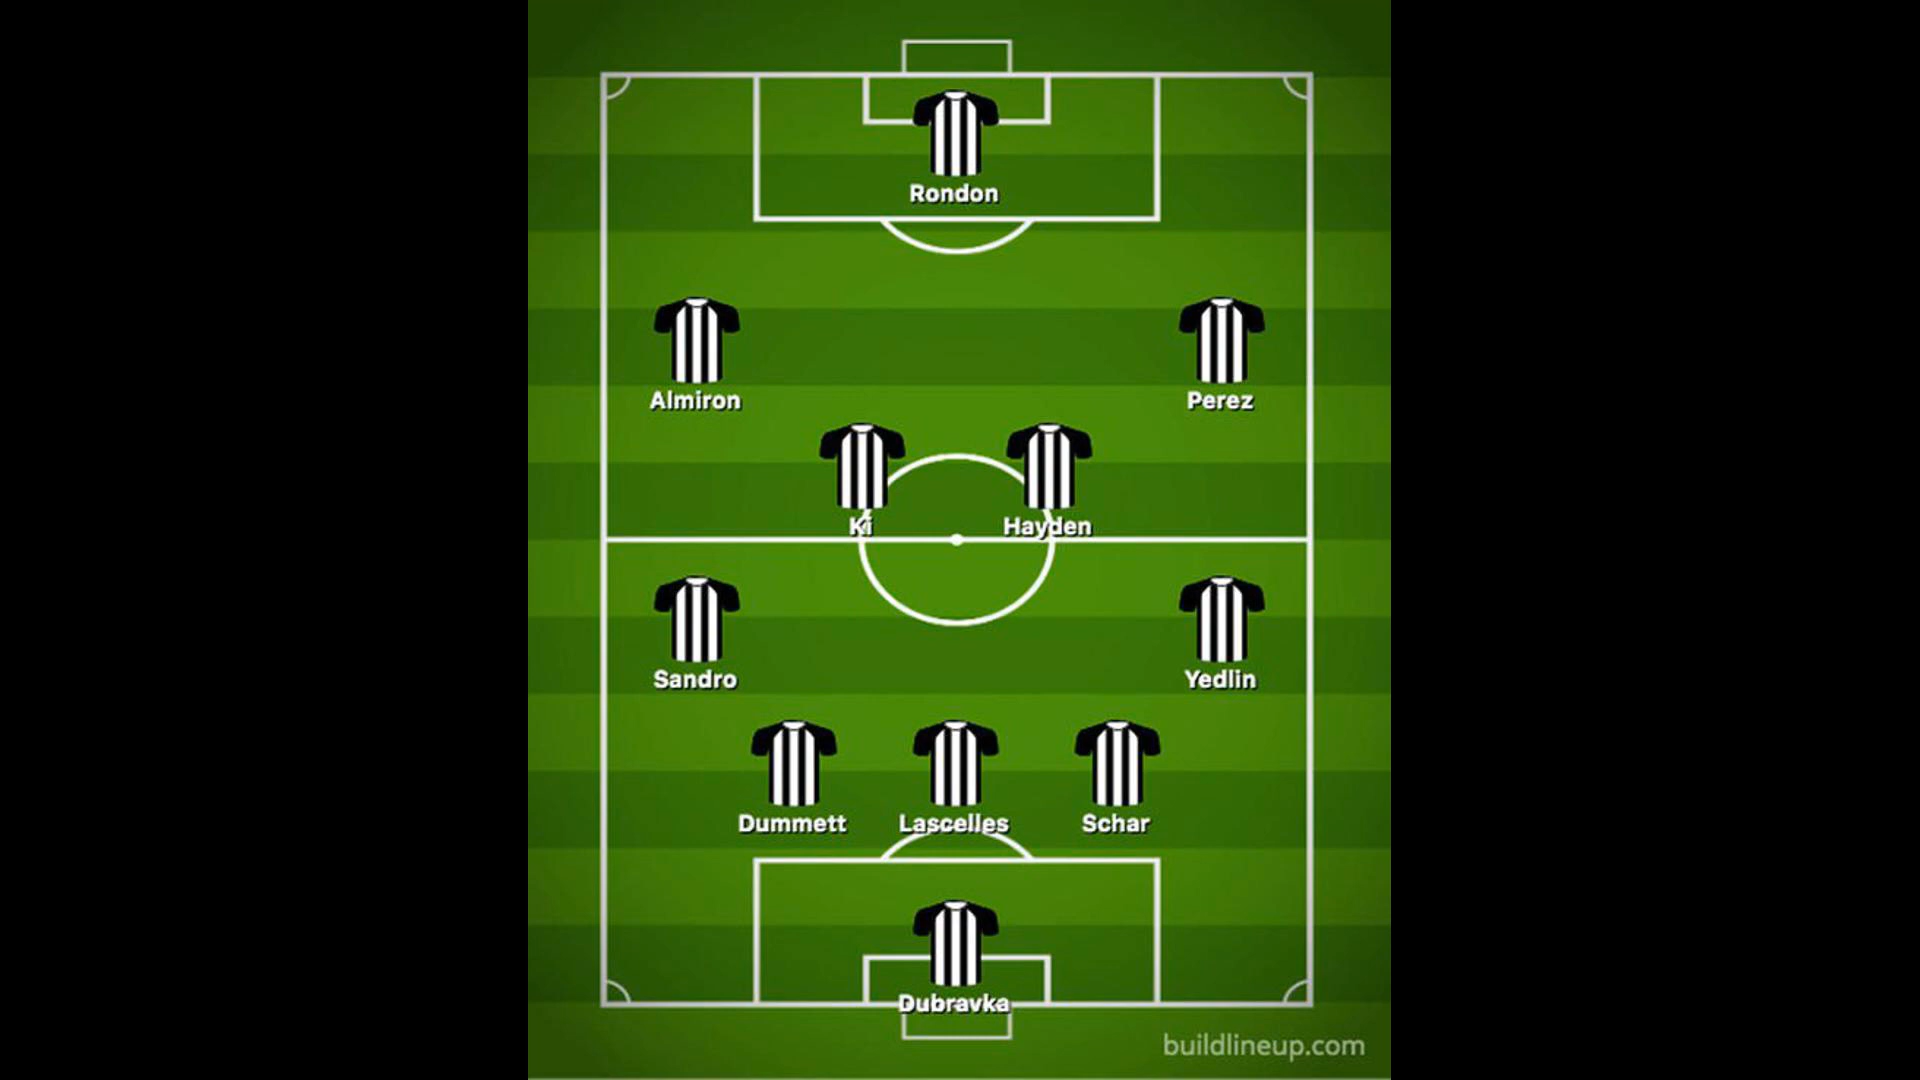 Rondon
Almiron
Perez
Ki
Hayden
Sandro
Yedlin
Dummett
Lascelles
Schar
Dubravka
buildlineup.com